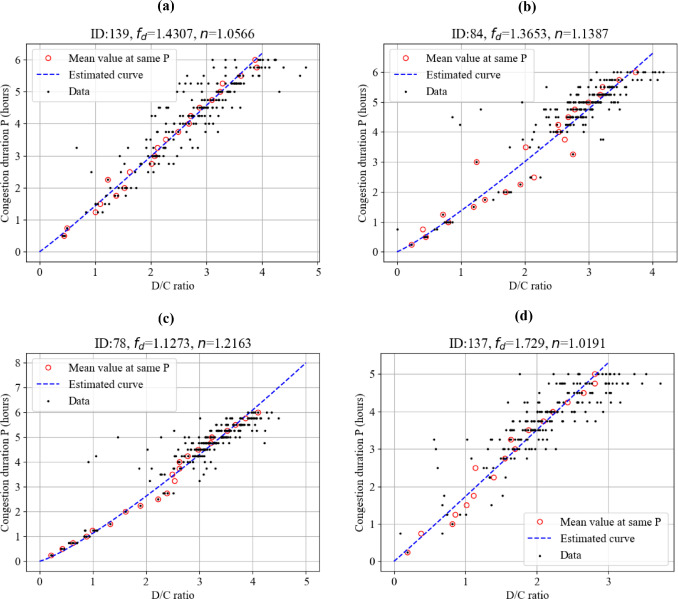 (a)
ID:139, f_d=1.4307, n=1.0566
Mean value at same P
Estimated curve
Data
Congestion duration P (hours)
6
5
4
3
2
1
0
0 1 2 3 4 5
D/C ratio
(b)
ID:84, f_d=1.3653, n=1.1387
Mean value at same P
Estimated curve
Data
Congestion duration P (hours)
6
5
4
3
2
1
0
0 1 2 3 4
D/C ratio
(c)
ID:78, f_d=1.1273, n=1.2163
Mean value at same P
Estimated curve
Data
Congestion duration P (hours)
8
7
6
5
4
3
2
1
0
0 1 2 3 4 5
D/C ratio
(d)
ID:137, f_d=1.729, n=1.0191
Mean value at same P
Estimated curve
Data
Congestion duration P (hours)
5
4
3
2
1
0
0 1 2 3
D/C ratio